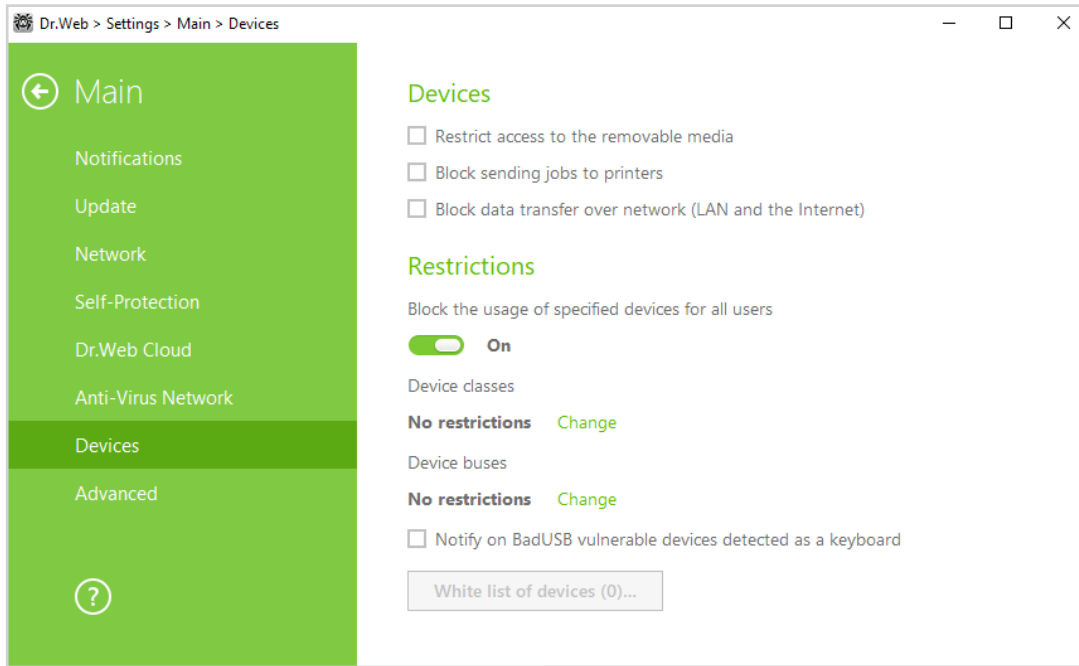 Dr.Web > Settings > Main > Devices
Main
Notifications
Update
Network
Self-Protection
Dr.Web Cloud
Anti-Virus Network
Devices
Advanced
?
Devices
Restrict access to the removable media
Block sending jobs to printers
Block data transfer over network (LAN and the Internet)
Restrictions
Block the usage of specified devices for all users
On
Device classes
No restrictions Change
Device buses
No restrictions Change
Notify on BadUSB vulnerable devices detected as a keyboard
White list of devices (0)...